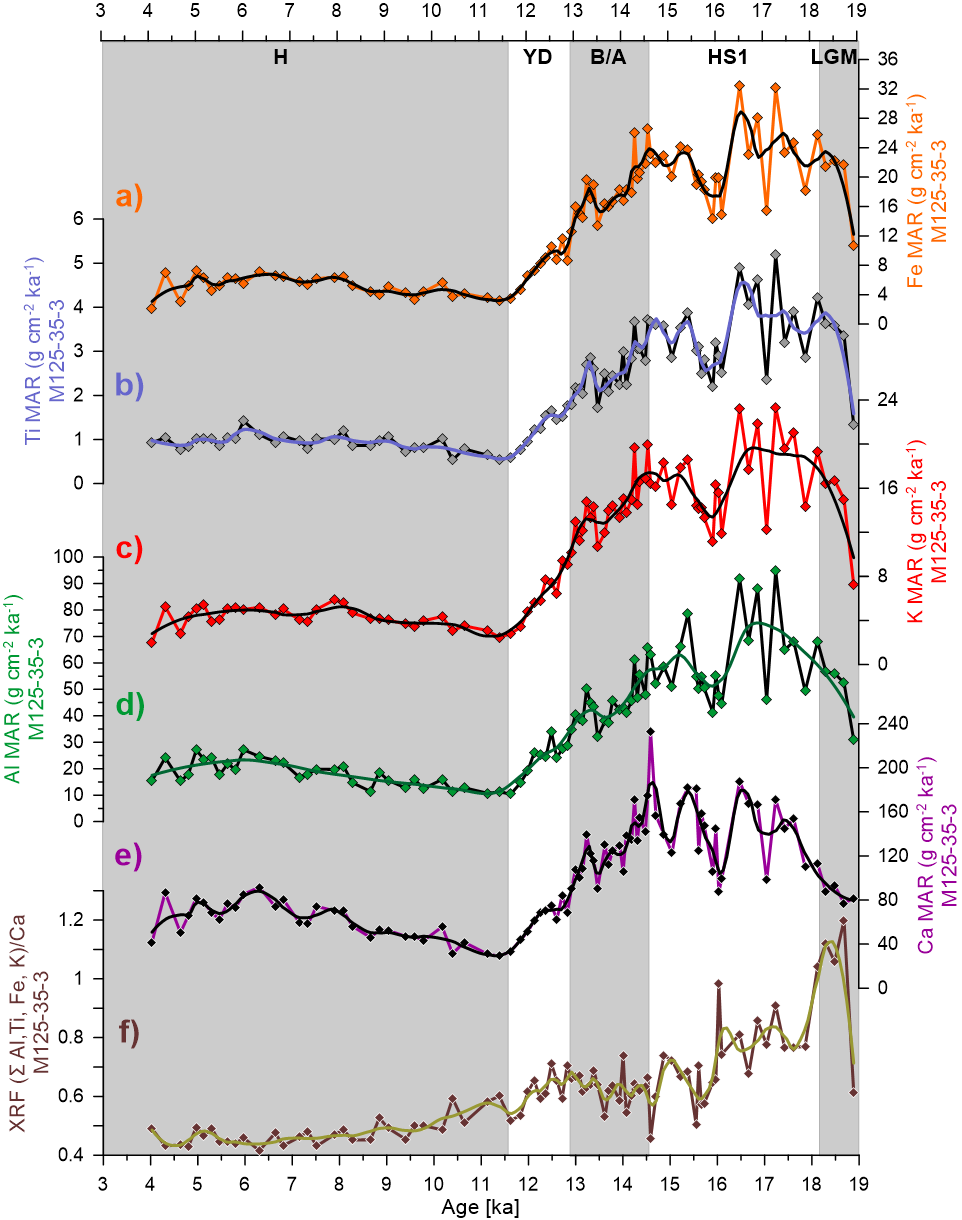 3 4 5 6 7 8 9 10 11 12 13 14 15 16 17 18 19
H YD B/A HS1 LGM
36
32
28
24
20
16
12
8
4
0
Fe MAR (g cm-2 ka-1)
M125-35-3
a)
6
5
4
3
2
1
0
Ti MAR (g cm-2 ka-1)
M125-35-3
b)
24
16
8
0
K MAR (g cm-2 ka-1)
M125-35-3
c)
100
90
80
70
60
50
40
30
20
10
0
Al MAR (g cm-2 ka-1)
M125-35-3
d)
240
200
160
120
80
40
0
Ca MAR (g cm-2 ka-1)
M125-35-3
e)
1.2
1
0.8
0.6
0.4
XRF (Σ Al,Ti, Fe, K)/Ca
M125-35-3
f)
3 4 5 6 7 8 9 10 11 12 13 14 15 16 17 18 19
Age [ka]